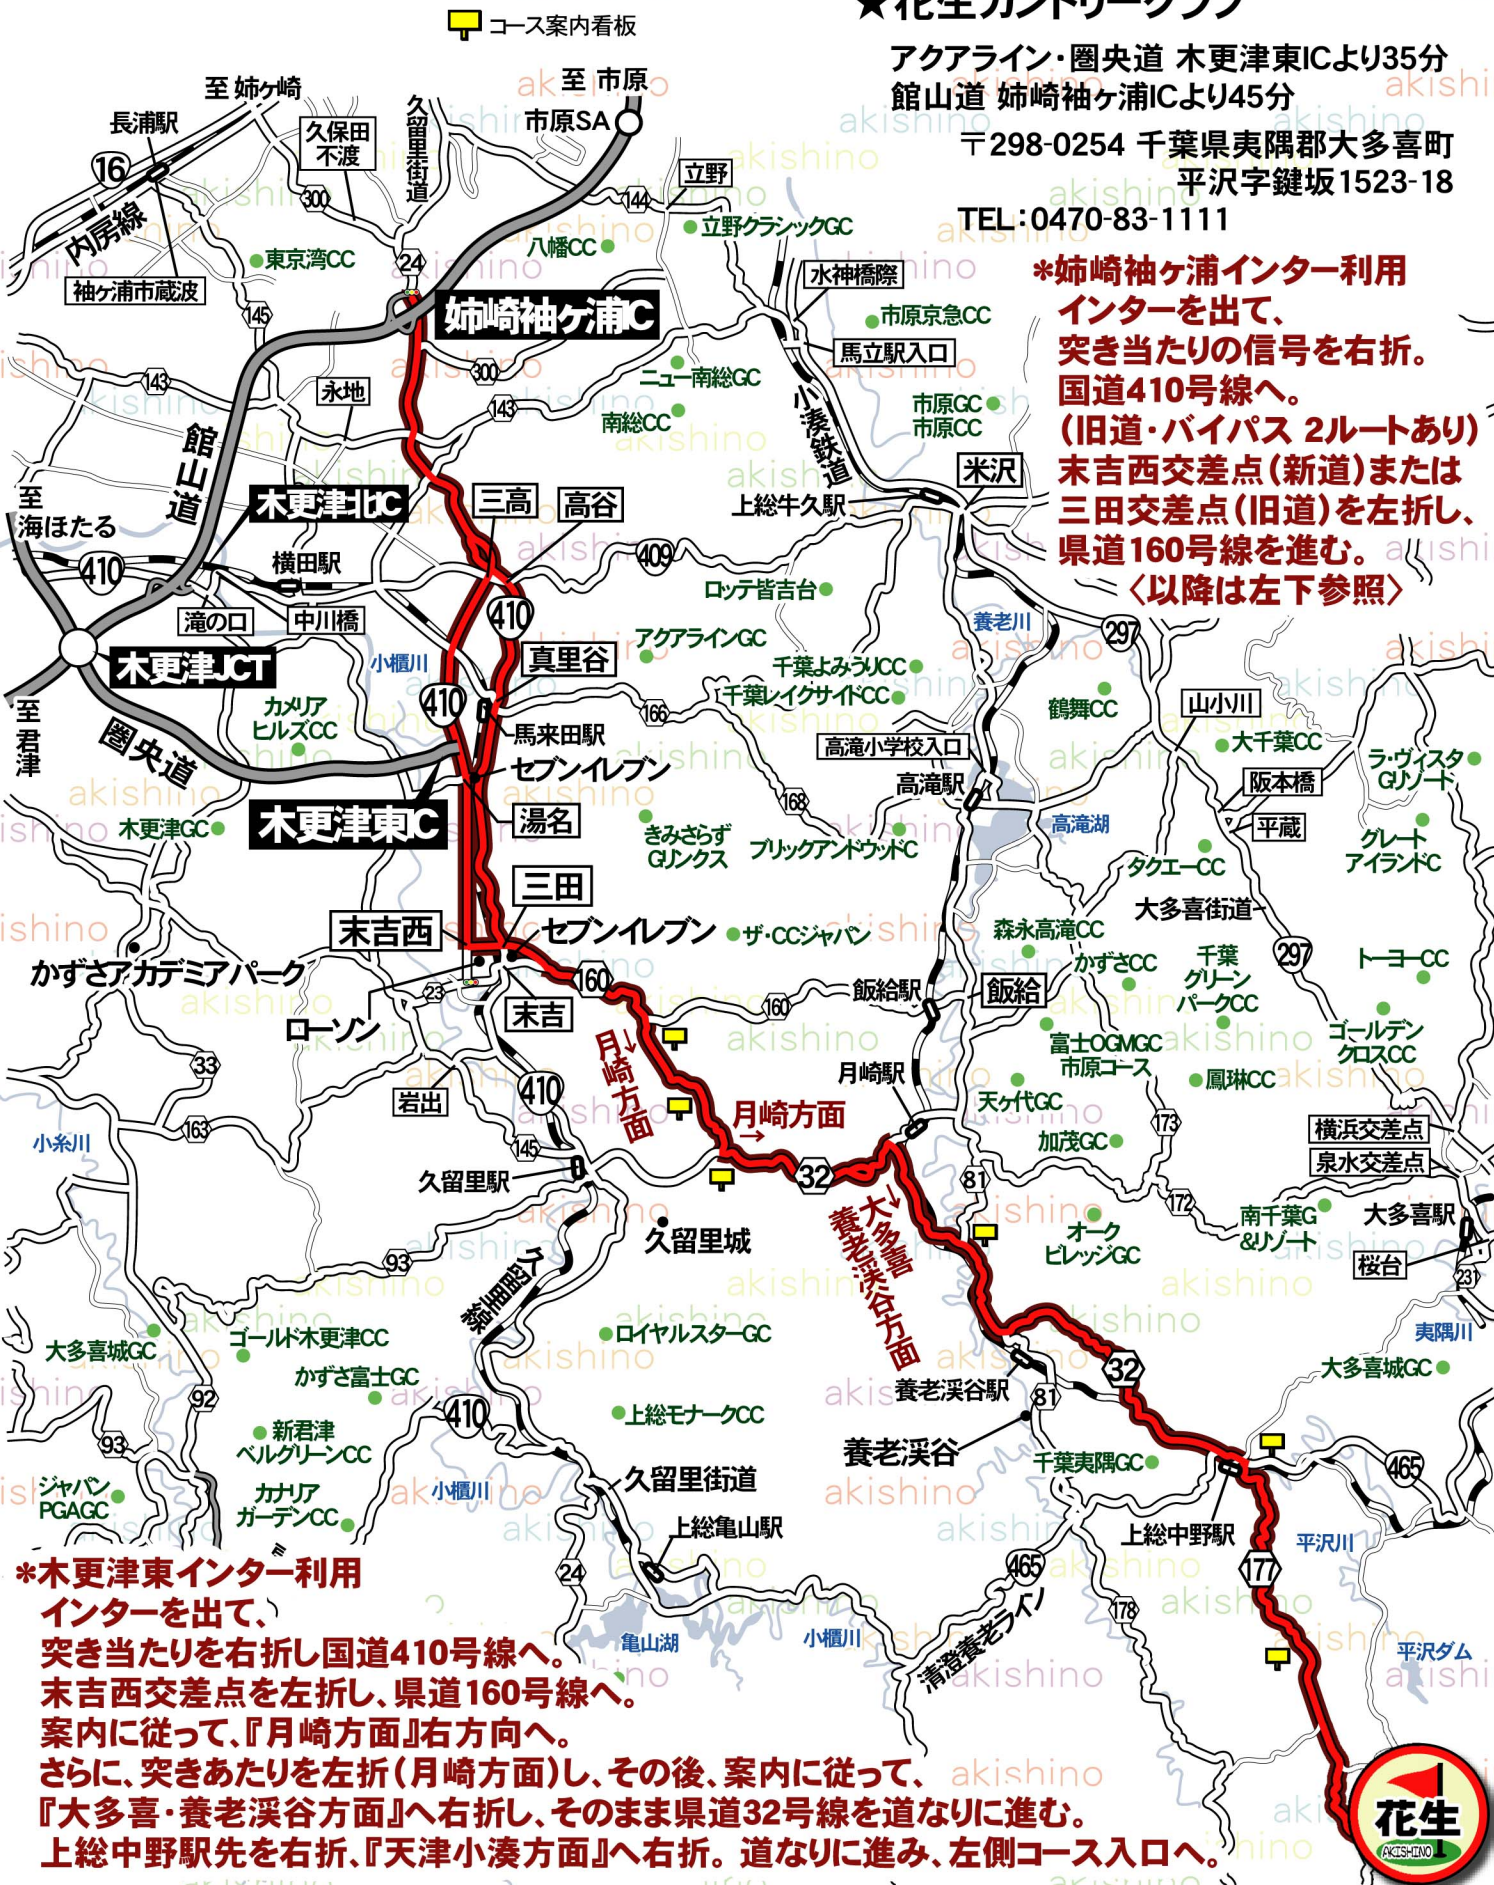 ★花生カントリークラブ
コース案内看板
アクアライン・圏央道 木更津東ICより35分
館山道 姉崎袖ヶ浦ICより45分
〒298-0254 千葉県夷隅郡大多喜町
平沢字鍵坂1523-18
TEL：0470-83-1111
*姉崎袖ヶ浦インター利用
インターを出て、
突き当たりの信号を右折。
国道410号線へ。
(旧道・バイパス 2ルートあり)
末吉西交差点(新道)または
三田交差点(旧道)を左折し、
県道160号線を進む。
〈以降は左下参照〉
至 姉ヶ崎
至 市原
市原SA
長浦駅
久保田
不渡
久留里街道
16
内房線
袖ケ浦市蔵波
300
145
24
144
立野
東京湾CC
八幡CC
立野クラシックGC
姉崎袖ヶ浦IC
水神橋際
市原京急CC
馬立駅入口
小湊鉄道
143
永地
300
143
ニュー南総GC
南総CC
市原GC
市原CC
館山道
至
海ほたる
木更津北IC
三高
高谷
上総牛久駅
米沢
410
横田駅
409
滝の口
中川橋
410
ロッテ皆吉台
養老川
297
木更津JCT
小櫃川
真里谷
アクアラインGC
千葉よみうりCC
千葉レイクサイドCC
至君津
圏央道
カメリア
ヒルズCC
410
166
馬来田駅
セブンイレブン
鶴舞CC
山小川
大千葉CC
ラ・ヴィスタ
Gリゾート
高滝小学校入口
高滝駅
阪本橋
168
木更津GC
木更津東IC
湯名
きみさらず
Gリンクス
ブリックアンドウッドC
高滝湖
平蔵
グレート
アイランドC
タクエーCC
三田
大多喜街道
末吉西
セブンイレブン
ザ・CCジャパン
森永高滝CC
かずさCC
千葉
グリーン
パークCC
297
トーヨーCC
かずさアカデミアパーク
160
160
飯給駅
飯給
23
ローソン
末吉
富士OGMGC
市原コース
ゴールデン
クロスCC
33
月崎方面
月崎駅
鳳琳CC
岩出
410
月崎方面
天ヶ代GC
加茂GC
173
横浜交差点
泉水交差点
小糸川
163
145
久留里駅
32
81
172
南千葉G
&リゾート
大多喜駅
久留里城
大多喜
養老渓谷方面
オーク
ビレッジGC
桜台
231
93
久留里線
夷隅川
大多喜城GC
ゴールド木更津CC
ロイヤルスターGC
32
大多喜城GC
かずさ富士GC
養老渓谷駅
81
92
410
上総モナークCC
93
新君津
ベルグリーンCC
養老渓谷
千葉夷隅GC
465
ジャパン
PGAGC
カナリア
ガーデンCC
小櫃川
久留里街道
上総亀山駅
上総中野駅
平沢川
24
465
177
178
亀山湖
小櫃川
清澄養老ライン
平沢ダム
*木更津東インター利用
インターを出て、
突き当たりを右折し国道410号線へ。
末吉西交差点を左折し、県道160号線へ。
案内に従って、『月崎方面』右方向へ。
さらに、突きあたりを左折(月崎方面)し、その後、案内に従って、
『大多喜・養老渓谷方面』へ右折し、そのまま県道32号線を道なりに進む。
上総中野駅先を右折、『天津小湊方面』へ右折。道なりに進み、左側コース入口へ。
花生
AKISHINO